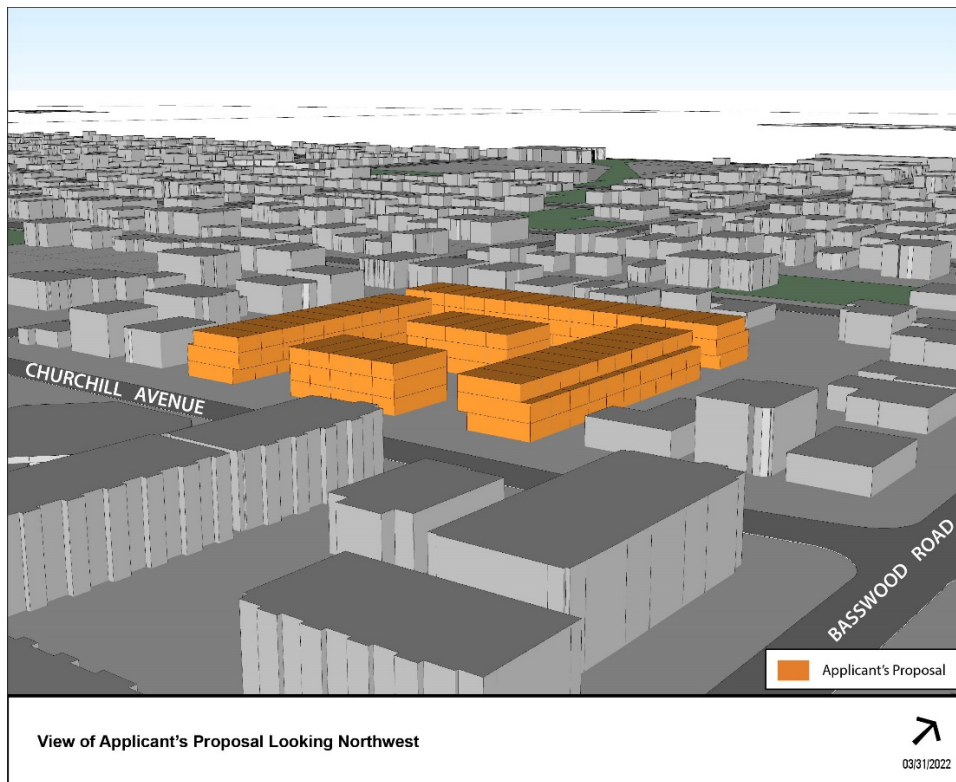 CHURCHILL AVENUE
BASSWOOD ROAD
Applicant's Proposal
View of Applicant's Proposal Looking Northwest
03/31/2022